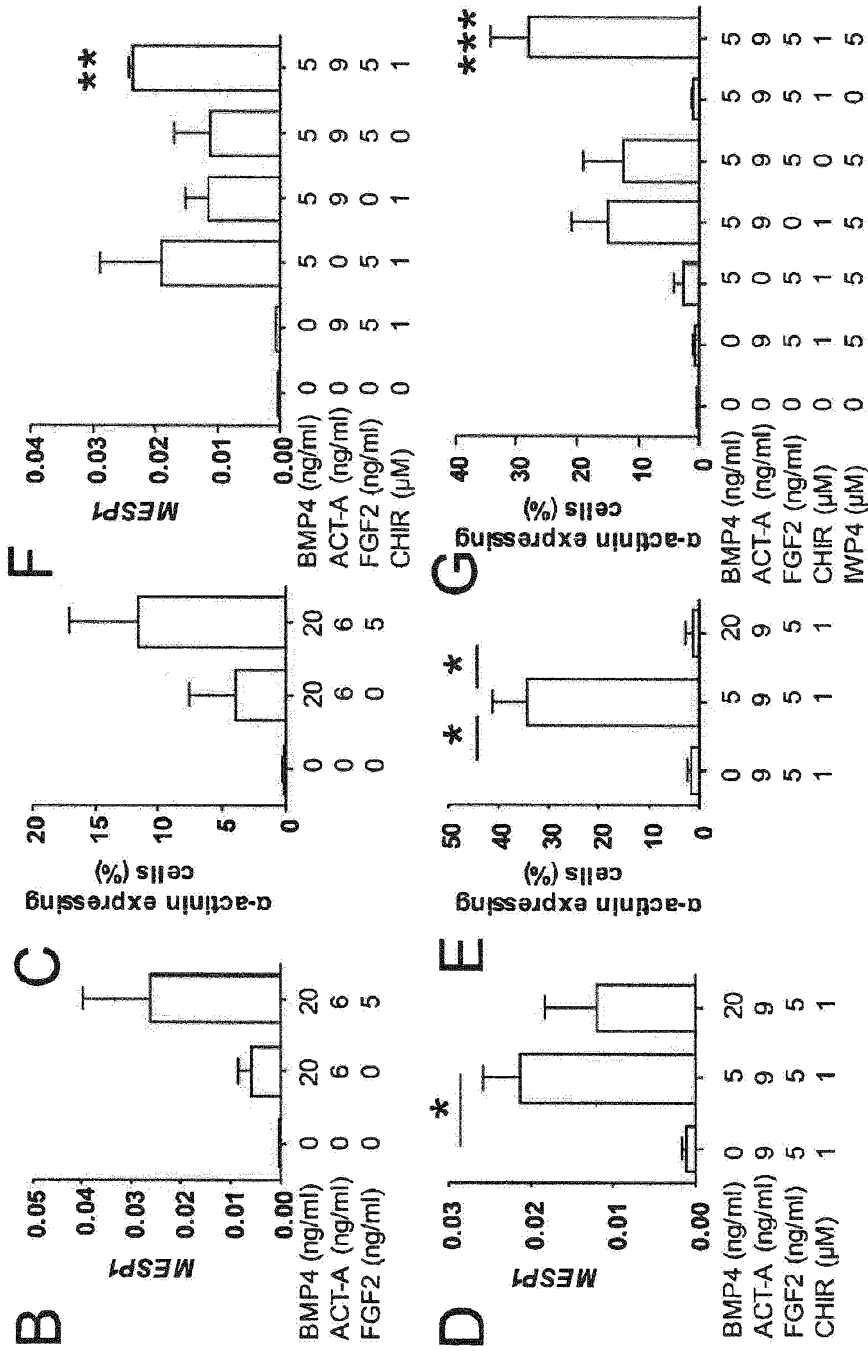 B
MESP1
0.05
0.04
0.03
0.02
0.01
0.00
BMP4 (ng/ml) 0 20 20
ACT-A (ng/ml) 0 6 6
FGF2 (ng/ml) 0 0 5
C
α-actinin expressing
cells (%)
20
15
10
5
0
0 20 20
0 6 6
0 0 5
F
MESP1
0.04
0.03
0.02
0.01
0.00
**
BMP4 (ng/ml) 0 0 5 5 5 5
ACT-A (ng/ml) 0 9 0 9 9 9
FGF2 (ng/ml) 0 5 5 0 5 5
CHIR (µM) 0 1 1 1 0 1
D
MESP1
0.03
0.02
0.01
0.00
*
BMP4 (ng/ml) 0 5 20
ACT-A (ng/ml) 9 9 9
FGF2 (ng/ml) 5 5 5
CHIR (µM) 1 1 1
E
α-actinin expressing
cells (%)
50
40
30
20
10
0
* *
0 5 20
9 9 9
5 5 5
1 1 1
G
α-actinin expressing
cells (%)
40
30
20
10
0
***
BMP4 (ng/ml) 0 0 5 5 5 5 5
ACT-A (ng/ml) 0 9 0 9 9 9 9
FGF2 (ng/ml) 0 5 5 0 5 5 5
CHIR (µM) 0 1 1 1 0 1 1
IWP4 (µM) 0 5 5 5 5 0 5